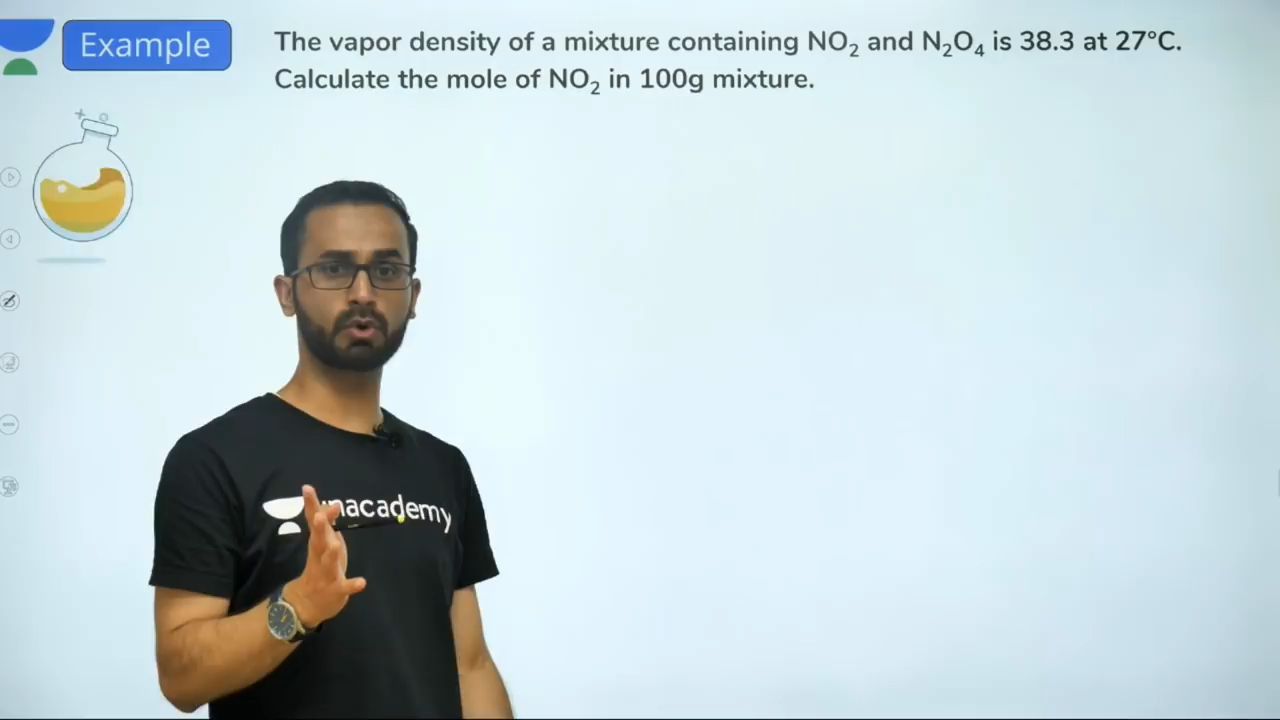 Example
The vapor density of a mixture containing NO₂ and N₂O₄ is 38.3 at 27°C.
Calculate the mole of NO₂ in 100g mixture.
unacademy